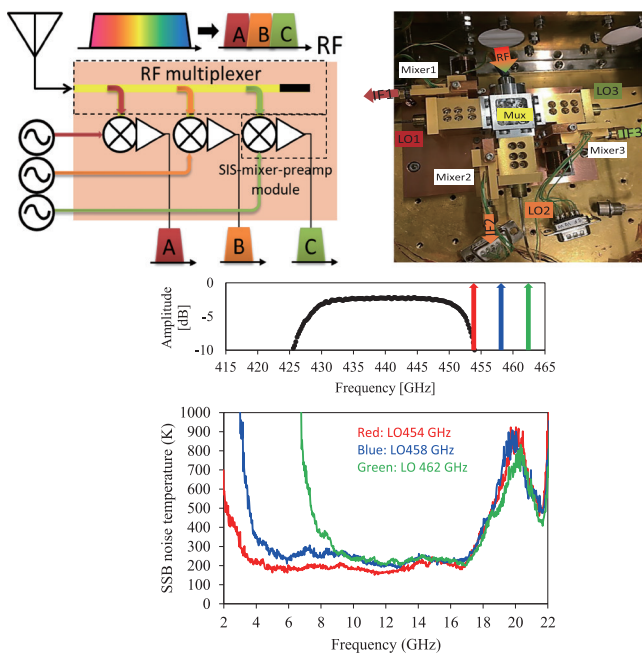 A B C
RF
RF multiplexer
SIS-mixer-preamp
module
A B C
RF
Mixer1
IF1
LO3
Mux
LO1
IF3
Mixer3
Mixer2
LO2
IF2
Amplitude
[dB]
0
-5
-10
415 420 425 430 435 440 445 450 455 460 465
Frequency [GHz]
SSB noise temperature (K)
1000
900
800
700
600
500
400
300
200
100
0
Red: LO454 GHz
Blue: LO458 GHz
Green: LO 462 GHz
2 4 6 8 10 12 14 16 18 20 22
Frequency (GHz)